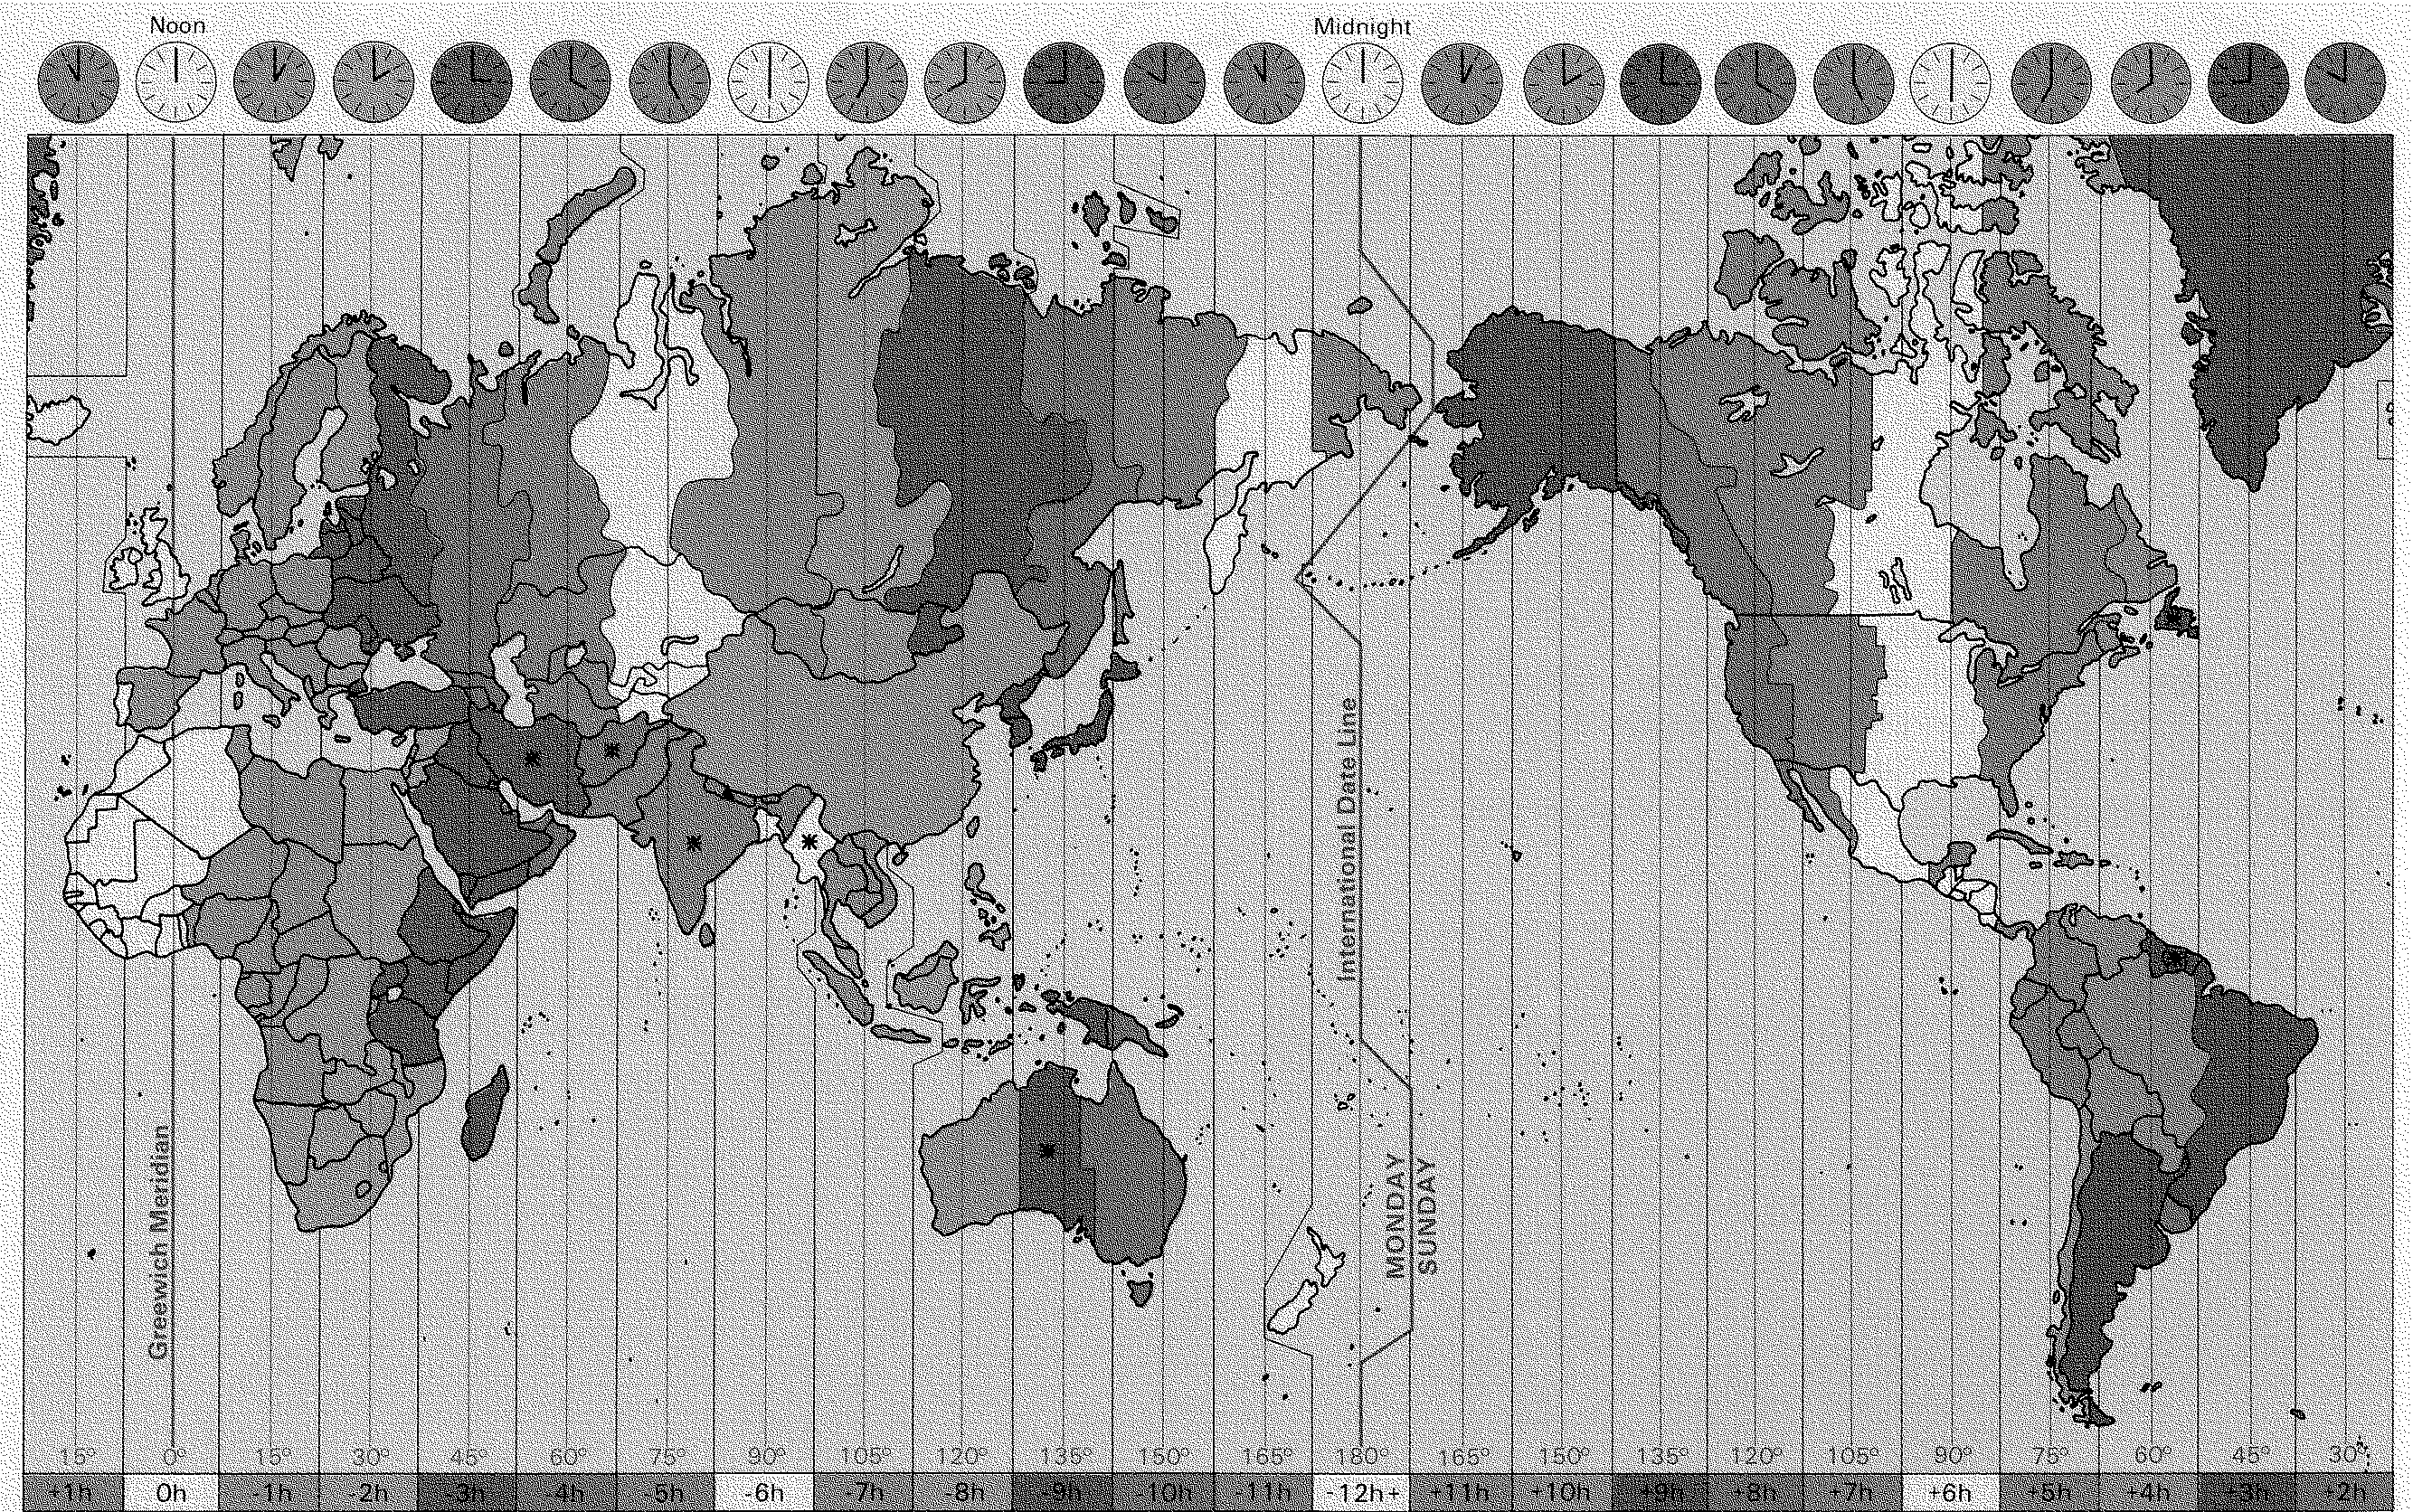 Noon Midnight
International Date Line
Greewich Meridian
MONDAY
SUNDAY
15° 0° 15° 30° 45° 60° 75° 90° 105° 120° 135° 150° 165° 180° 165° 150° 135° 120° 105° 90° 75° 60° 45° 30°
+1h 0h -1h -2h -3h -4h -5h -6h -7h -8h -9h -10h -11h -12h+ +11h +10h +9h +8h +7h +6h +5h +4h +3h +2h